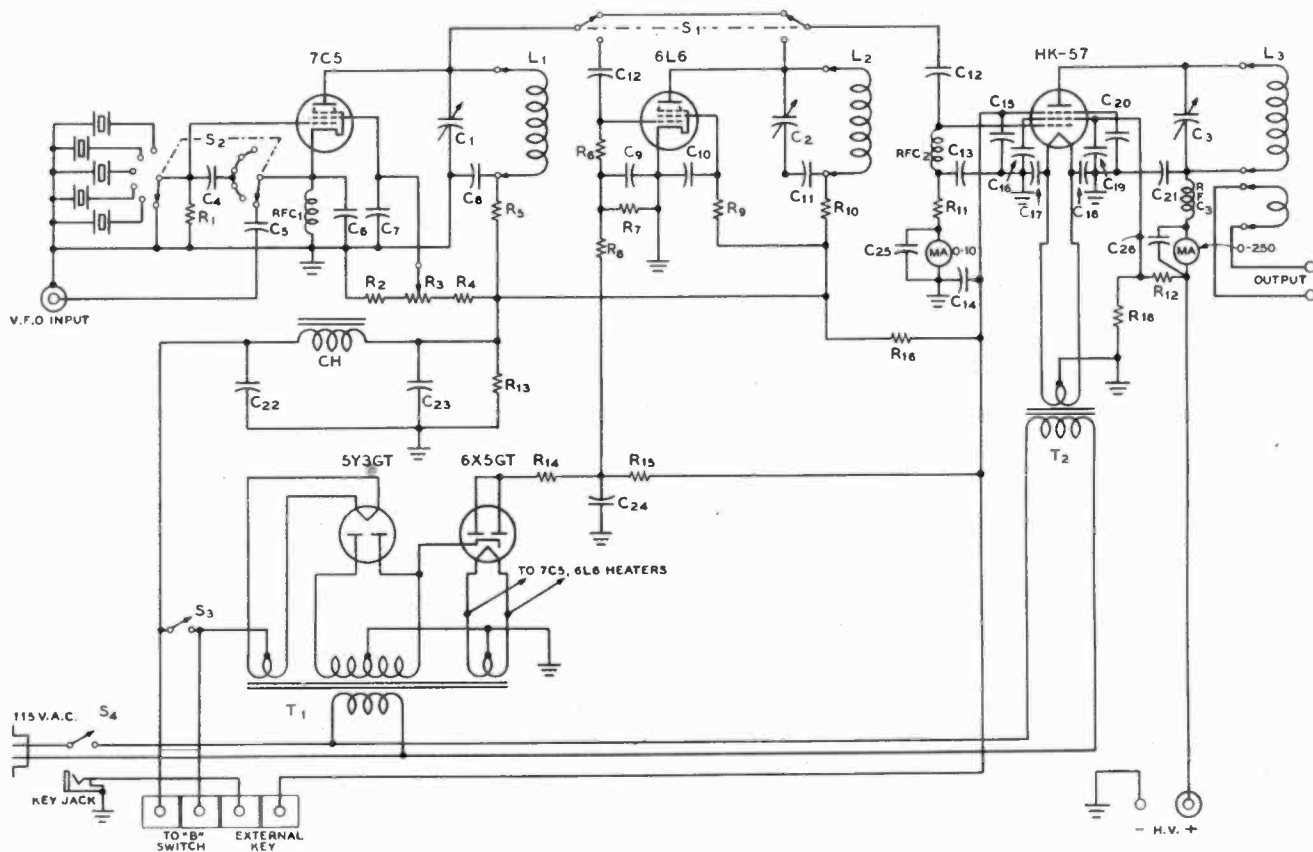 S1
7C5
L1
6L6
L2
HK-57
L3
C12
C12
C15
C20
S2
C1
C2
C3
C4
R1
RFC1
C5
C6
C7
C8
R5
R6
C9
C10
R7
R8
R9
C11
R10
RFC2
C13
C16
C17
C18
C19
C21
RFC3
R11
C25
MA
0-10
C14
C26
MA
0-250
R12
OUTPUT
R18
V.F.O INPUT
R2
R3
R4
CH
R13
R16
C22
C23
5Y3GT
6X5GT
R14
R15
C24
T2
TO 7C5, 6L6 HEATERS
S3
T1
115 V.A.C.
S4
KEY JACK
TO "B" SWITCH
EXTERNAL KEY
- H.V. +